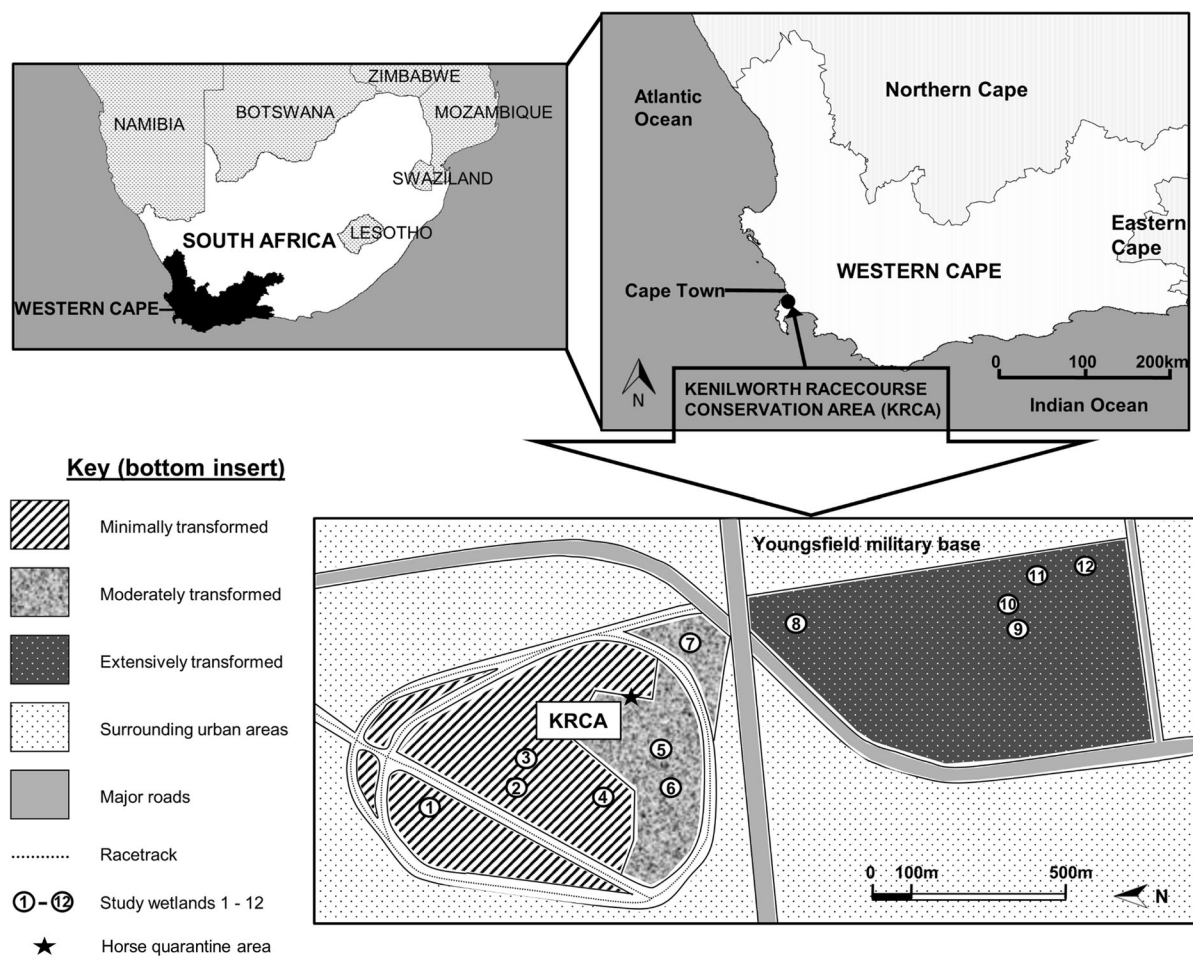 ZIMBABWE
NAMIBIA
BOTSWANA
MOZAMBIQUE
SWAZILAND
LESOTHO
SOUTH AFRICA
WESTERN CAPE
Atlantic
Ocean
Northern Cape
Eastern
Cape
WESTERN CAPE
Cape Town
0 100 200km
N
KENILWORTH RACECOURSE
CONSERVATION AREA (KRCA)
Indian Ocean
Key (bottom insert)
Minimally transformed
Moderately transformed
Extensively transformed
Surrounding urban areas
Major roads
Racetrack
1 - 12 Study wetlands 1 - 12
Horse quarantine area
Youngsfield military base
12
11
10
9
8
7
KRCA
5
3
6
2
4
1
0 100m 500m
N